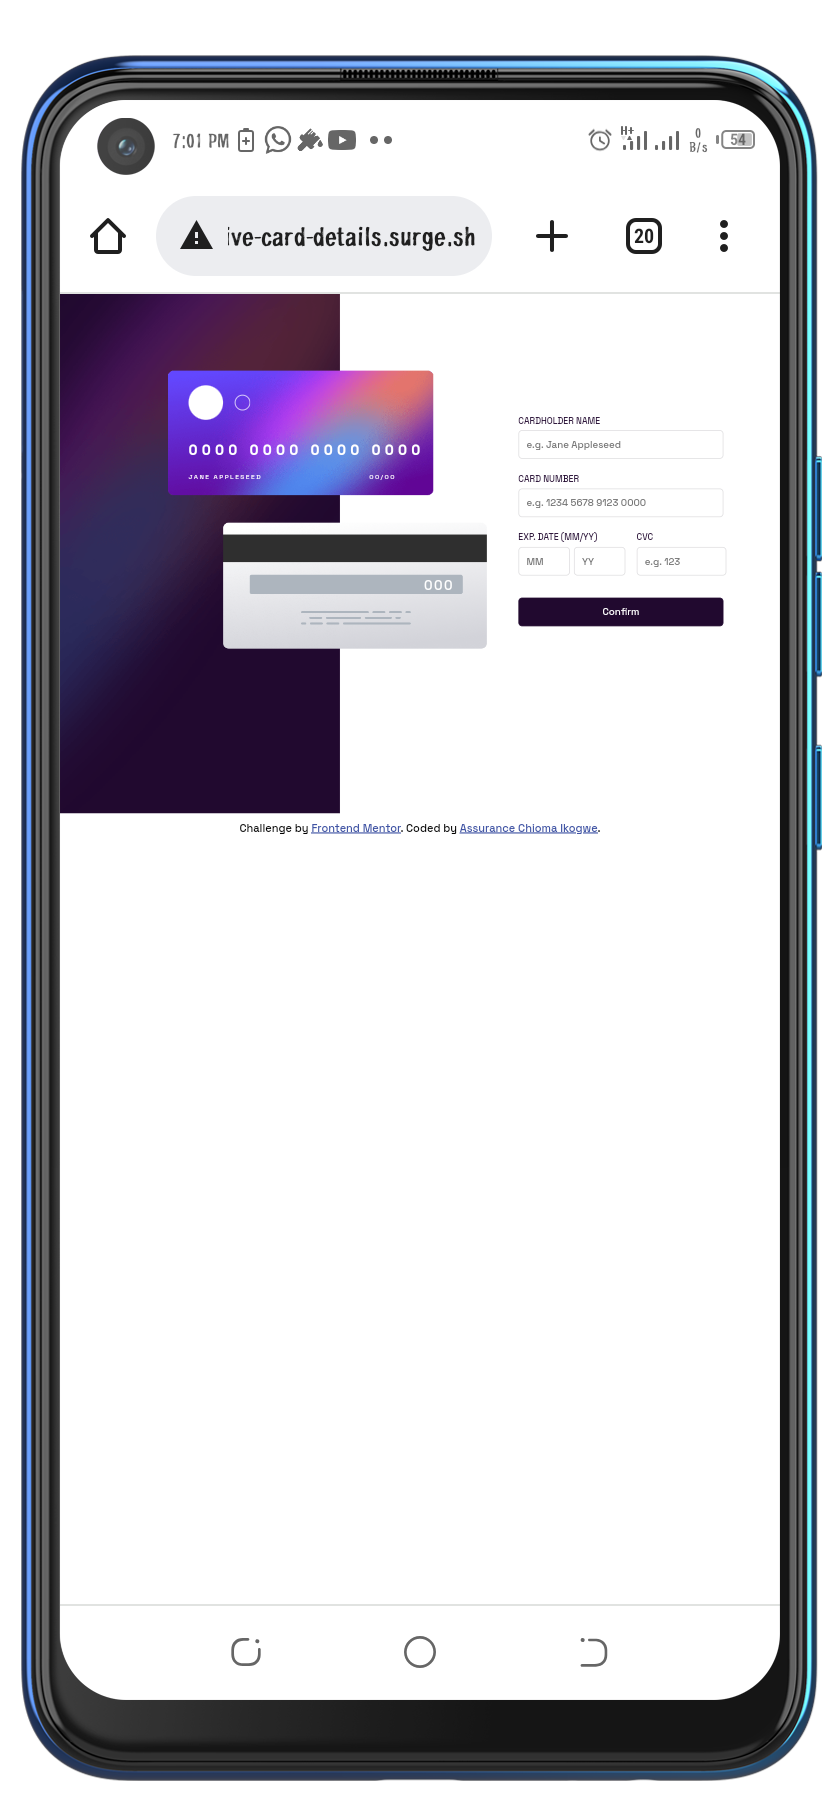 7:01 PM
H+
0
B/s
54
ive-card-details.surge.sh
20
0000 0000 0000 0000
JANE APPLESEED 00/00
000
CARDHOLDER NAME
e.g. Jane Appleseed
CARD NUMBER
e.g. 1234 5678 9123 0000
EXP. DATE (MM/YY) CVC
MM YY e.g. 123
Confirm
Challenge by Frontend Mentor. Coded by Assurance Chioma Ikogwe.